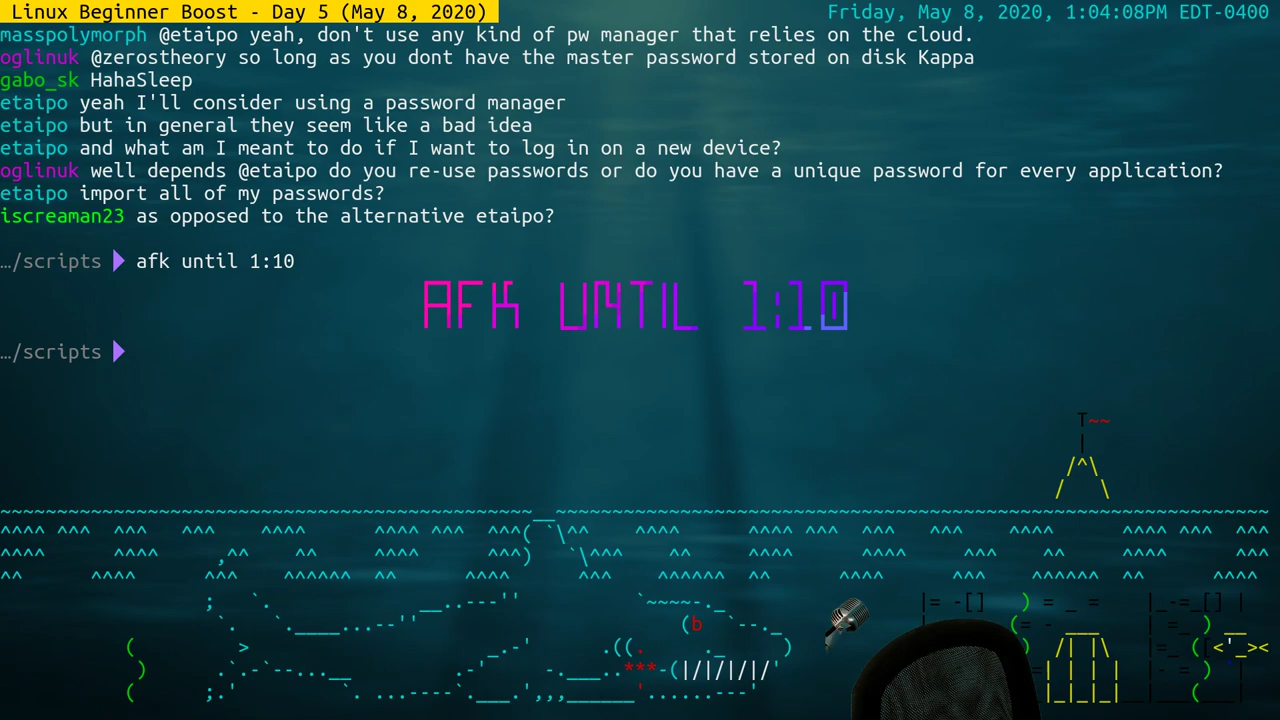 Linux Beginner Boost - Day 5 (May 8, 2020)
Friday, May 8, 2020, 1:04:08PM EDT-0400
masspolymorph @etaipo yeah, don't use any kind of pw manager that relies on the cloud.
oglinuk @zerostheory so long as you dont have the master password stored on disk Kappa
gabo_sk HahaSleep
etaipo yeah I'll consider using a password manager
etaipo but in general they seem like a bad idea
etaipo and what am I meant to do if I want to log in on a new device?
oglinuk well depends @etaipo do you re-use passwords or do you have a unique password for every application?
etaipo import all of my passwords?
iscreaman23 as opposed to the alternative etaipo?
…/scripts afk until 1:10
AFK UNTIL 1:10
…/scripts